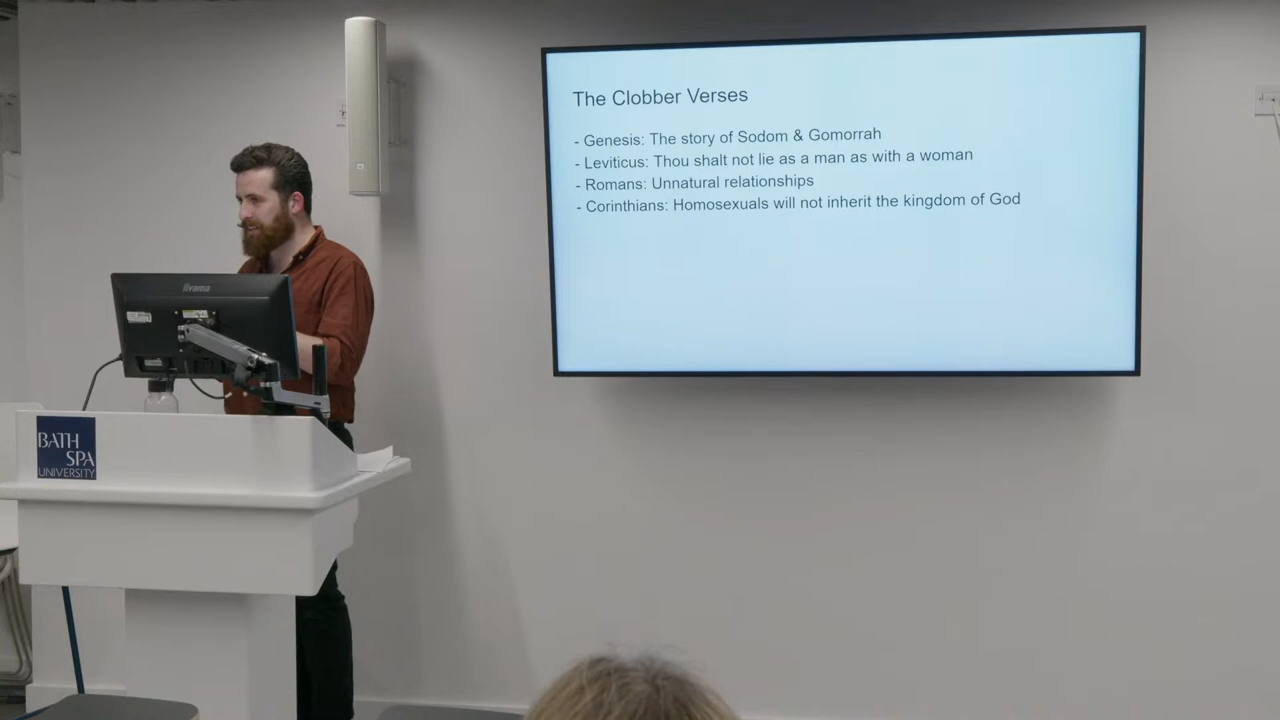 The Clobber Verses
- Genesis: The story of Sodom & Gomorrah
- Leviticus: Thou shalt not lie as a man as with a woman
- Romans: Unnatural relationships
- Corinthians: Homosexuals will not inherit the kingdom of God
iiyama
BATH
SPA
UNIVERSITY